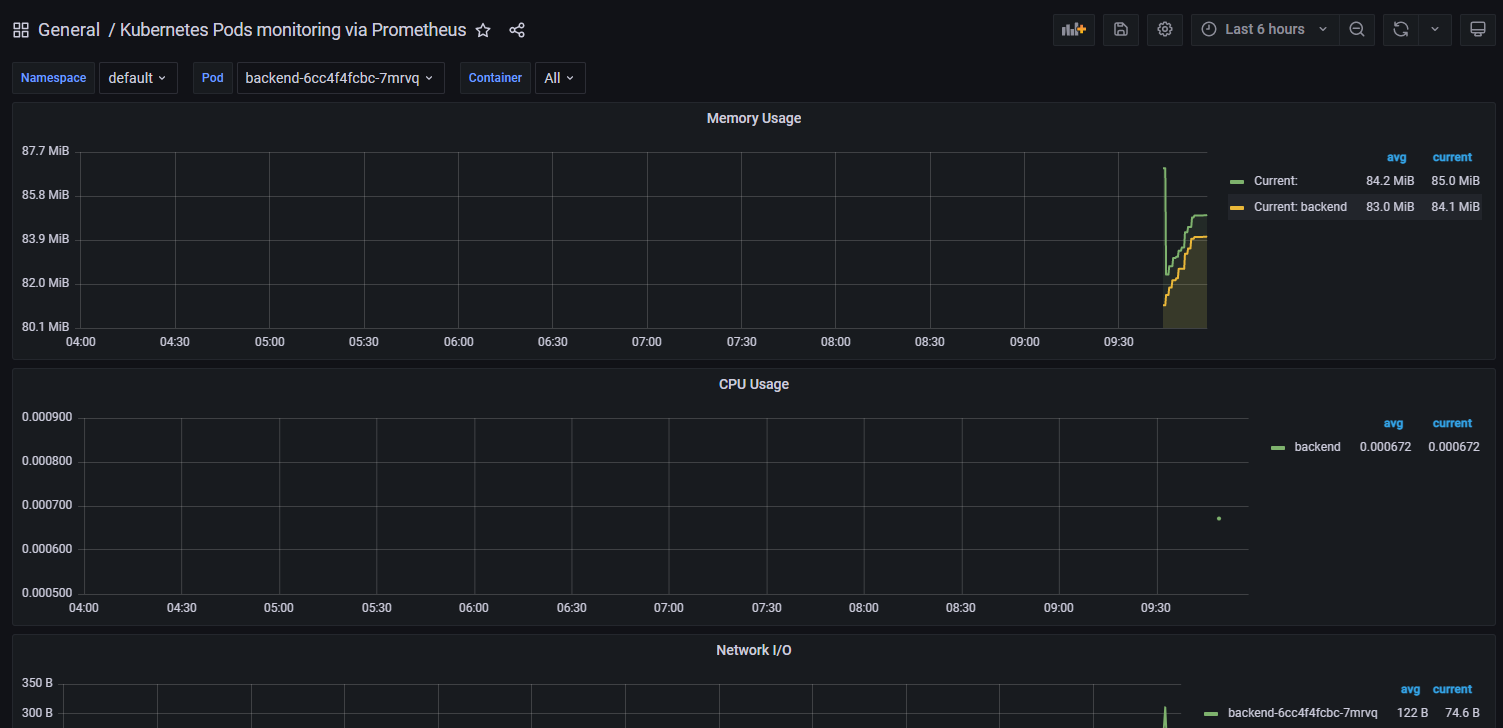 General / Kubernetes Pods monitoring via Prometheus
Last 6 hours
Namespace default Pod backend-6cc4f4fcbc-7mrvq Container All
Memory Usage
87.7 MiB
85.8 MiB
83.9 MiB
82.0 MiB
80.1 MiB
04:00 04:30 05:00 05:30 06:00 06:30 07:00 07:30 08:00 08:30 09:00 09:30
avg current
Current: 84.2 MiB 85.0 MiB
Current: backend 83.0 MiB 84.1 MiB
CPU Usage
0.000900
0.000800
0.000700
0.000600
0.000500
04:00 04:30 05:00 05:30 06:00 06:30 07:00 07:30 08:00 08:30 09:00 09:30
avg current
backend 0.000672 0.000672
Network I/O
350 B
300 B
avg current
backend-6cc4f4fcbc-7mrvq 122 B 74.6 B